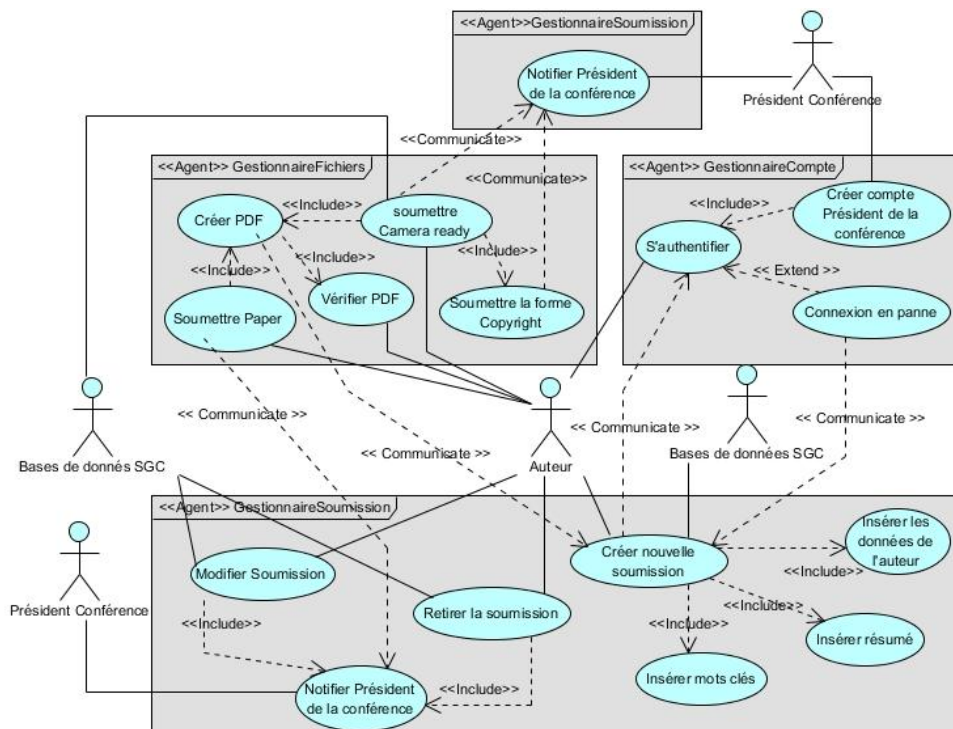 <<Agent>>GestionnaireSoumission
Notifier Président
de la conférence
Président Conférence
<<Communicate>>
<<Agent>> GestionnaireFichiers
<<Communicate>>
<<Agent>> GestionnaireCompte
Créer PDF
<<Include>>
soumettre
Camera ready
<<Include>>
Créer compte
Président de la
conférence
S'authentifier
<<Include>>
<<Include>>
<<Include>>
<< Extend >>
Soumettre Paper
Vérifier PDF
Soumettre la forme
Copyright
Connexion en panne
<< Communicate >>
<< Communicate >>
<< Communicate >>
<< Communicate >>
Bases de donnés SGC
Auteur
Bases de données SGC
<<Agent>> GestionnaireSoumission
Président Conférence
Modifier Soumission
Créer nouvelle
soumission
Insérer les
données de
l'auteur
<<Include>>
Retirer la soumission
<<Include>>
<<Include>>
Insérer résumé
Notifier Président
de la conférence
<<Include>>
Insérer mots clés